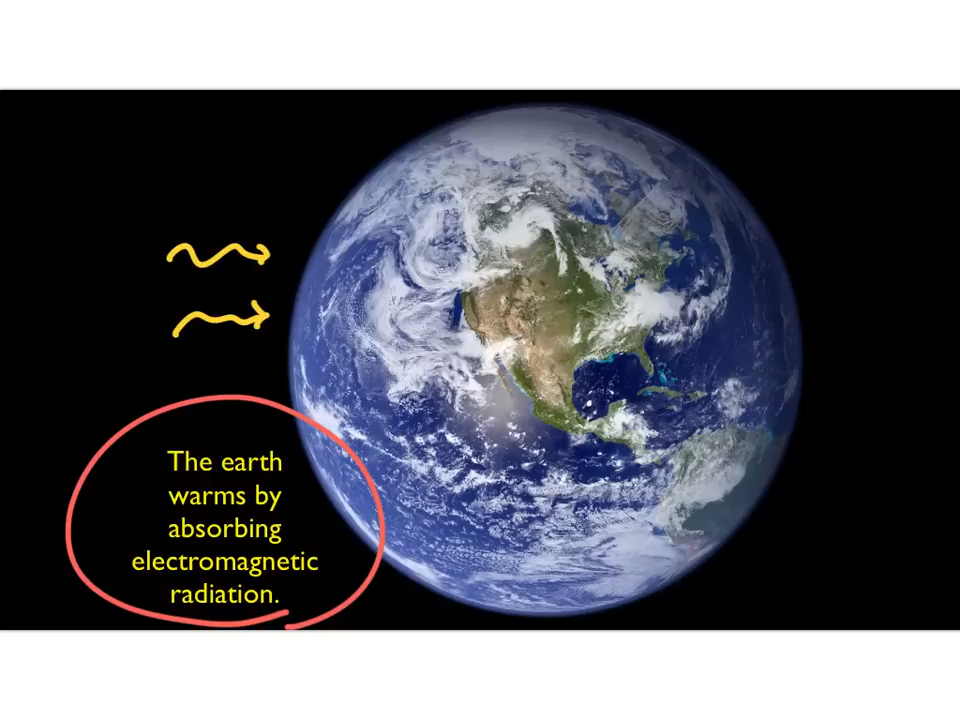 The earth
warms by
absorbing
electromagnetic
radiation.